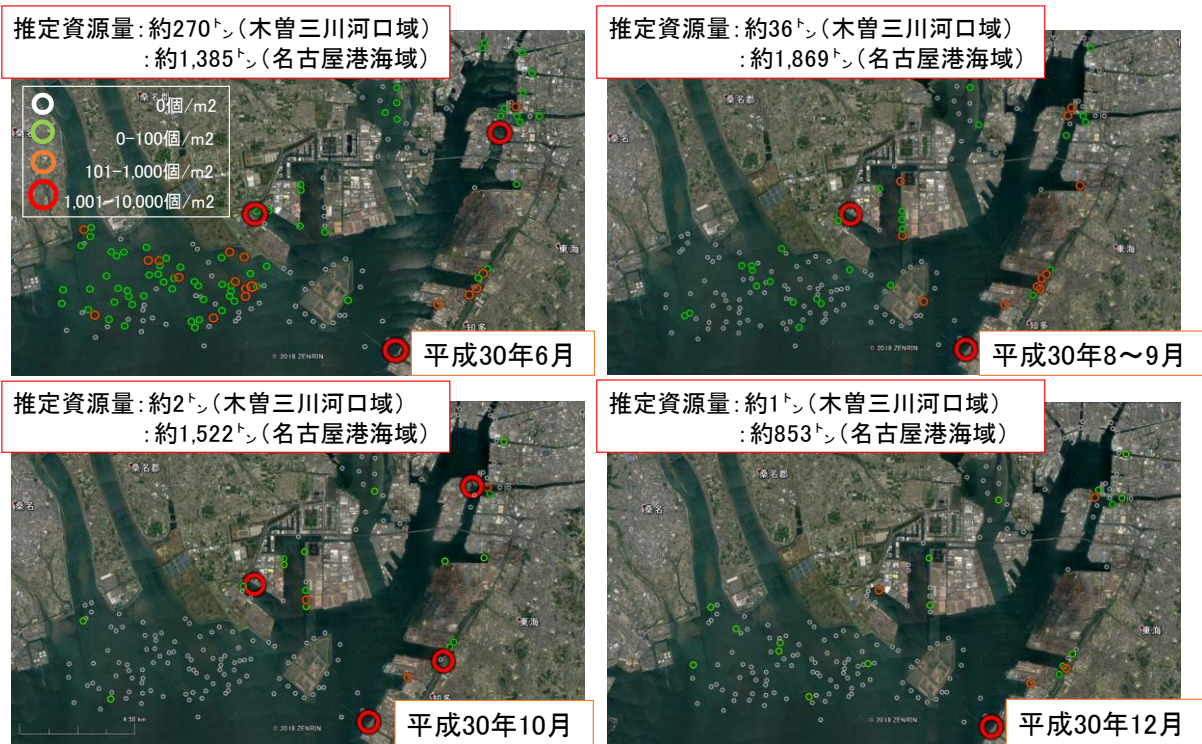 推定資源量:約270㌧(木曽三川河口域)
:約1,385㌧(名古屋港海域)
0個/m2
0-100個/m2
101-1,000個/m2
1,001-10,000個/m2
桑名郡
桑名
東海
知多
© 2018 ZENRIN
平成30年6月
推定資源量:約36㌧(木曽三川河口域)
:約1,869㌧(名古屋港海域)
桑名郡
桑名
東海
知多
© 2018 ZENRIN
平成30年8~9月
推定資源量:約2㌧(木曽三川河口域)
:約1,522㌧(名古屋港海域)
桑名郡
桑名
東海
知多
4.50 km
© 2018 ZENRIN
平成30年10月
推定資源量:約1㌧(木曽三川河口域)
:約853㌧(名古屋港海域)
桑名郡
桑名
東海
© 2018 ZENRIN
平成30年12月